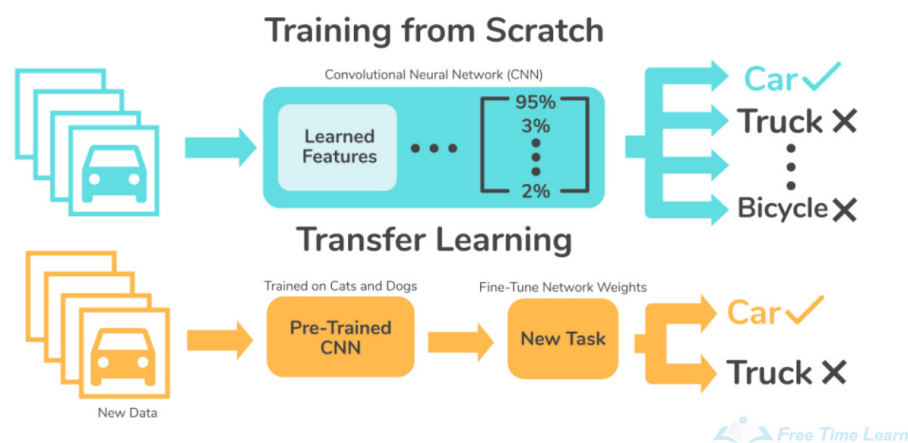 Training from Scratch
Convolutional Neural Network (CNN)
Learned
Features
95%
3%
2%
Car
Truck
Bicycle
Transfer Learning
Trained on Cats and Dogs
Fine-Tune Network Weights
Pre-Trained
CNN
New Task
Car
Truck
New Data
Free Time Learn